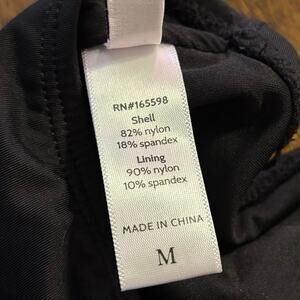 RN#165598
Shell
82% nylon
18% spandex
Lining
90% nylon
10% spandex
MADE IN CHINA
M